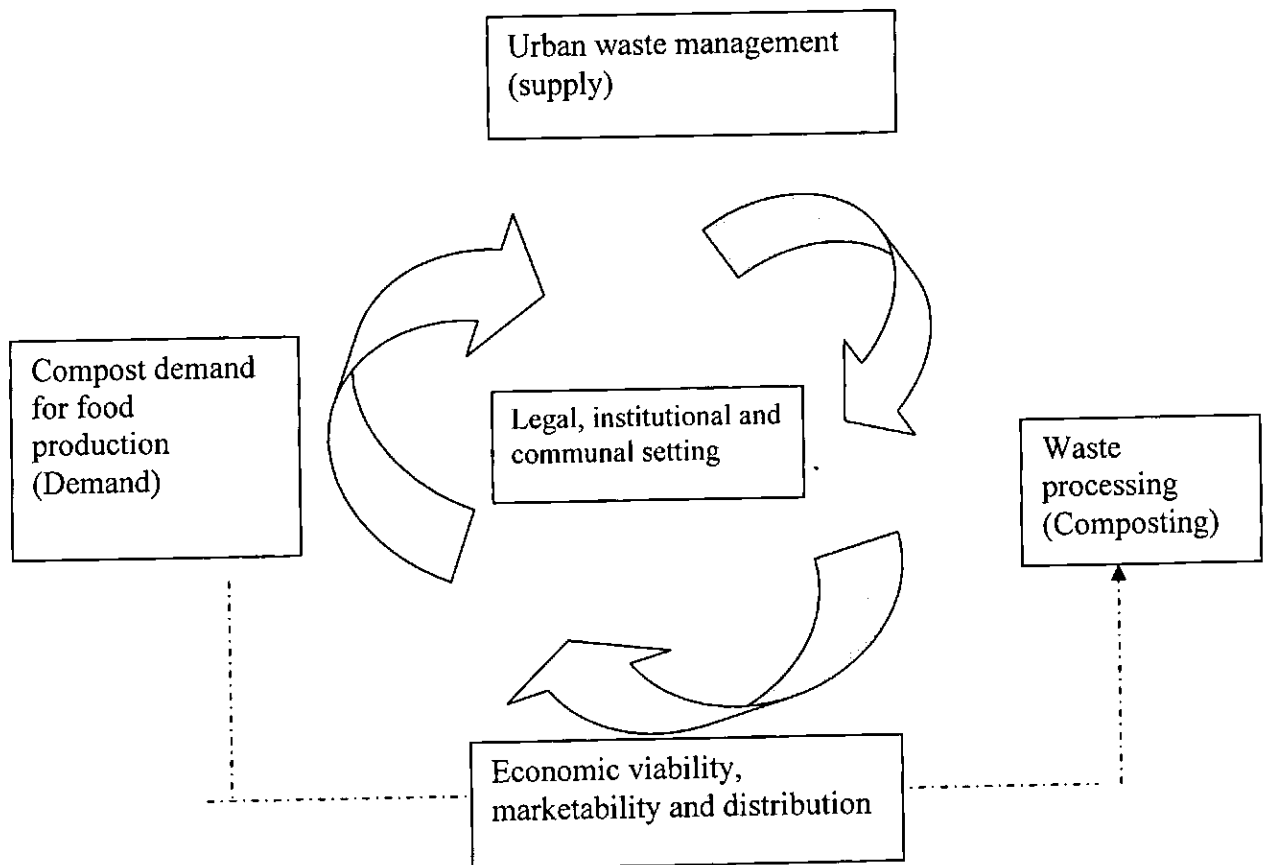 Urban waste management
(supply)
Compost demand
for food
production
(Demand)
Legal, institutional and
communal setting
Waste
processing
(Composting)
Economic viability,
marketability and distribution